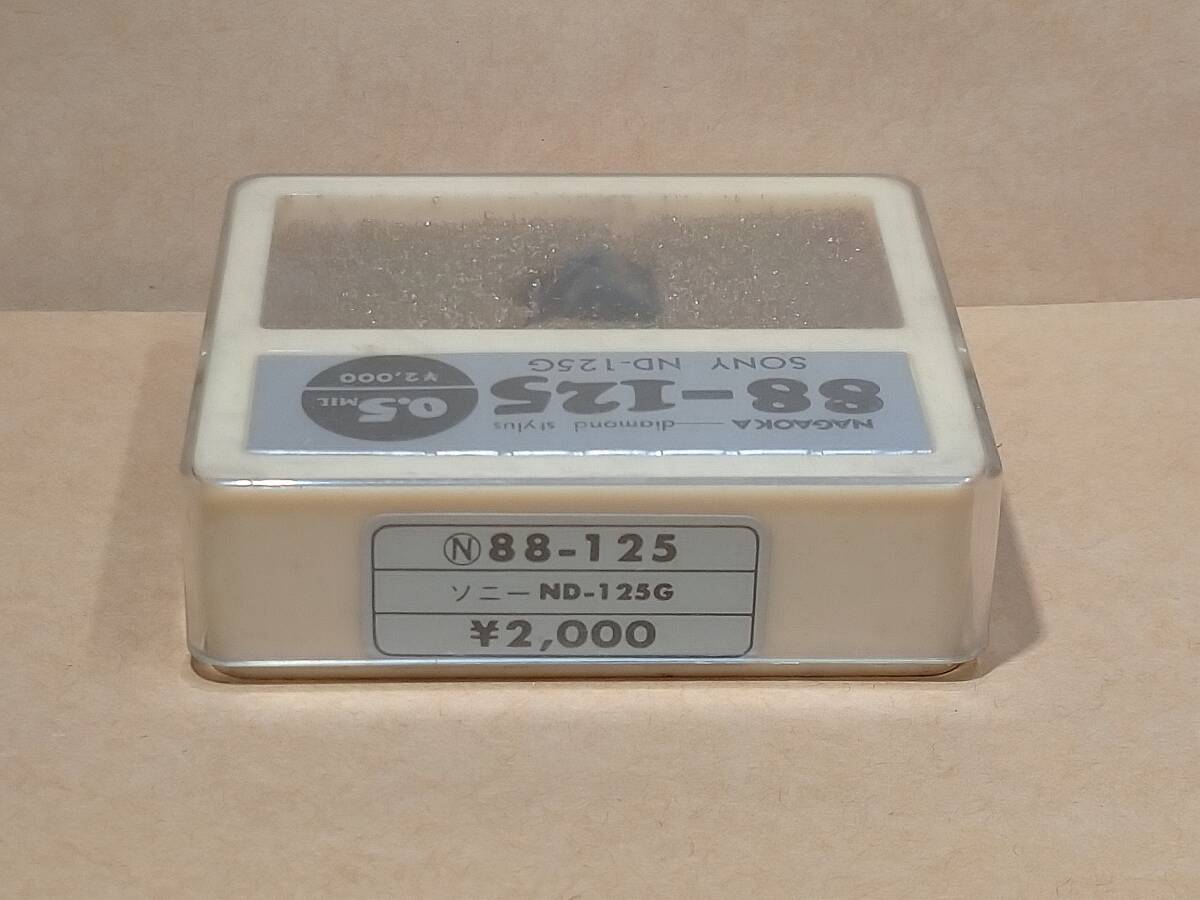 NAGAOKA — diamond stylus
88-125
SONY ND-125G
0.5 MIL
¥2,000
Ⓝ88-125
ソニー ND-125G
¥2,000